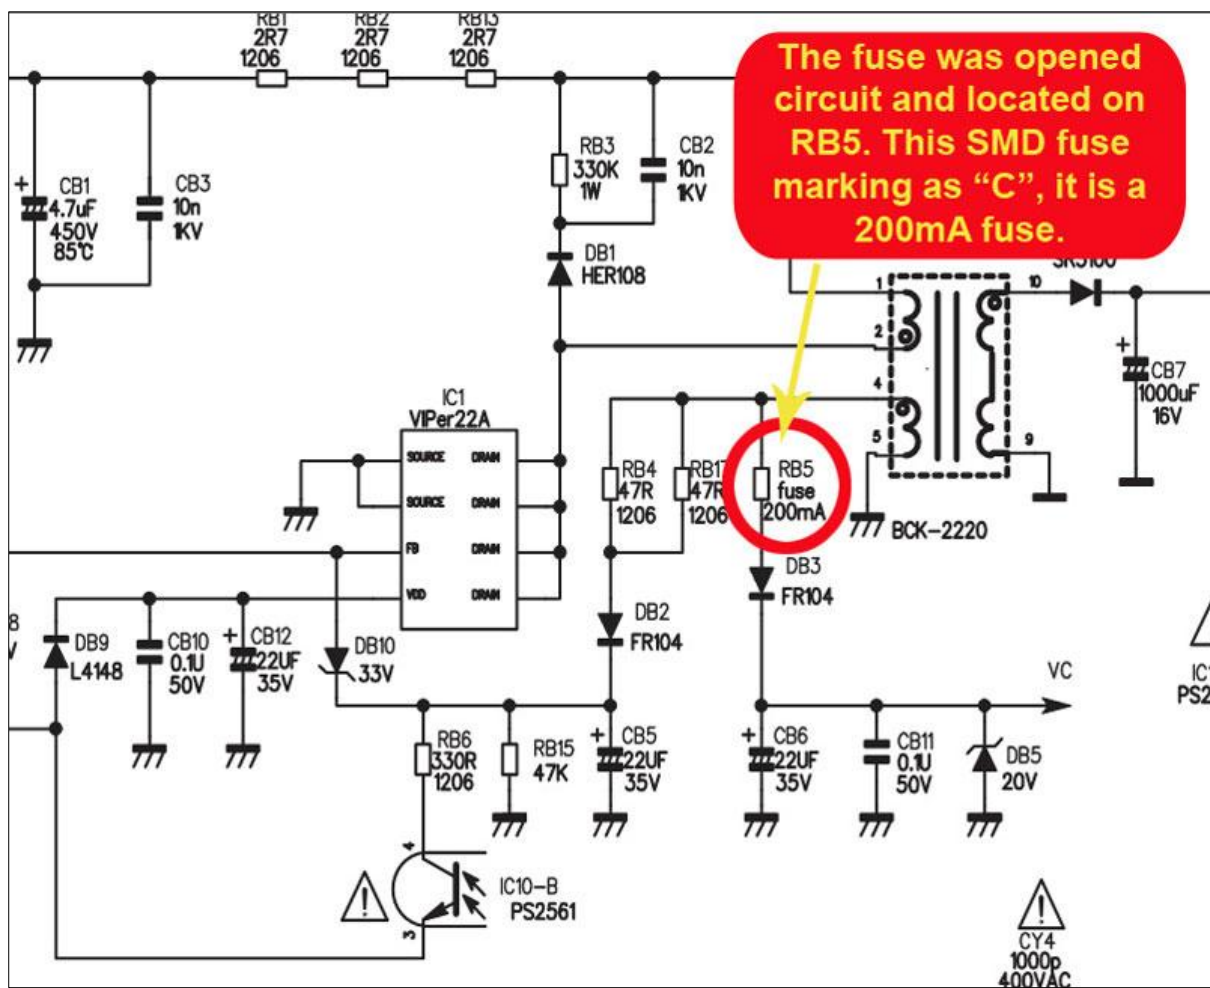 RB1
2R7
1206
RB2
2R7
1206
RB13
2R7
1206
The fuse was opened
circuit and located on
RB5. This SMD fuse
marking as “C”, it is a
200mA fuse.
+
CB1
4.7uF
450V
85℃
CB3
10n
1KV
RB3
330K
1W
CB2
10n
1KV
DB1
HER108
SR5100
1
2
4
5
10
9
+
CB7
1000uF
16V
BCK-2220
IC1
VIPer22A
SOURCE
DRAIN
SOURCE
DRAIN
FB
DRAIN
VDD
DRAIN
RB4
47R
1206
RB17
47R
1206
RB5
fuse
200mA
DB3
FR104
DB2
FR104
8
V
DB9
L4148
CB10
0.1U
50V
+
CB12
22UF
35V
DB10
33V
RB6
330R
1206
RB15
47K
+
CB5
22UF
35V
+
CB6
22UF
35V
CB11
0.1U
50V
DB5
20V
VC
IC1
PS2
4
3
!
IC10-B
PS2561
!
CY4
1000p
400VAC